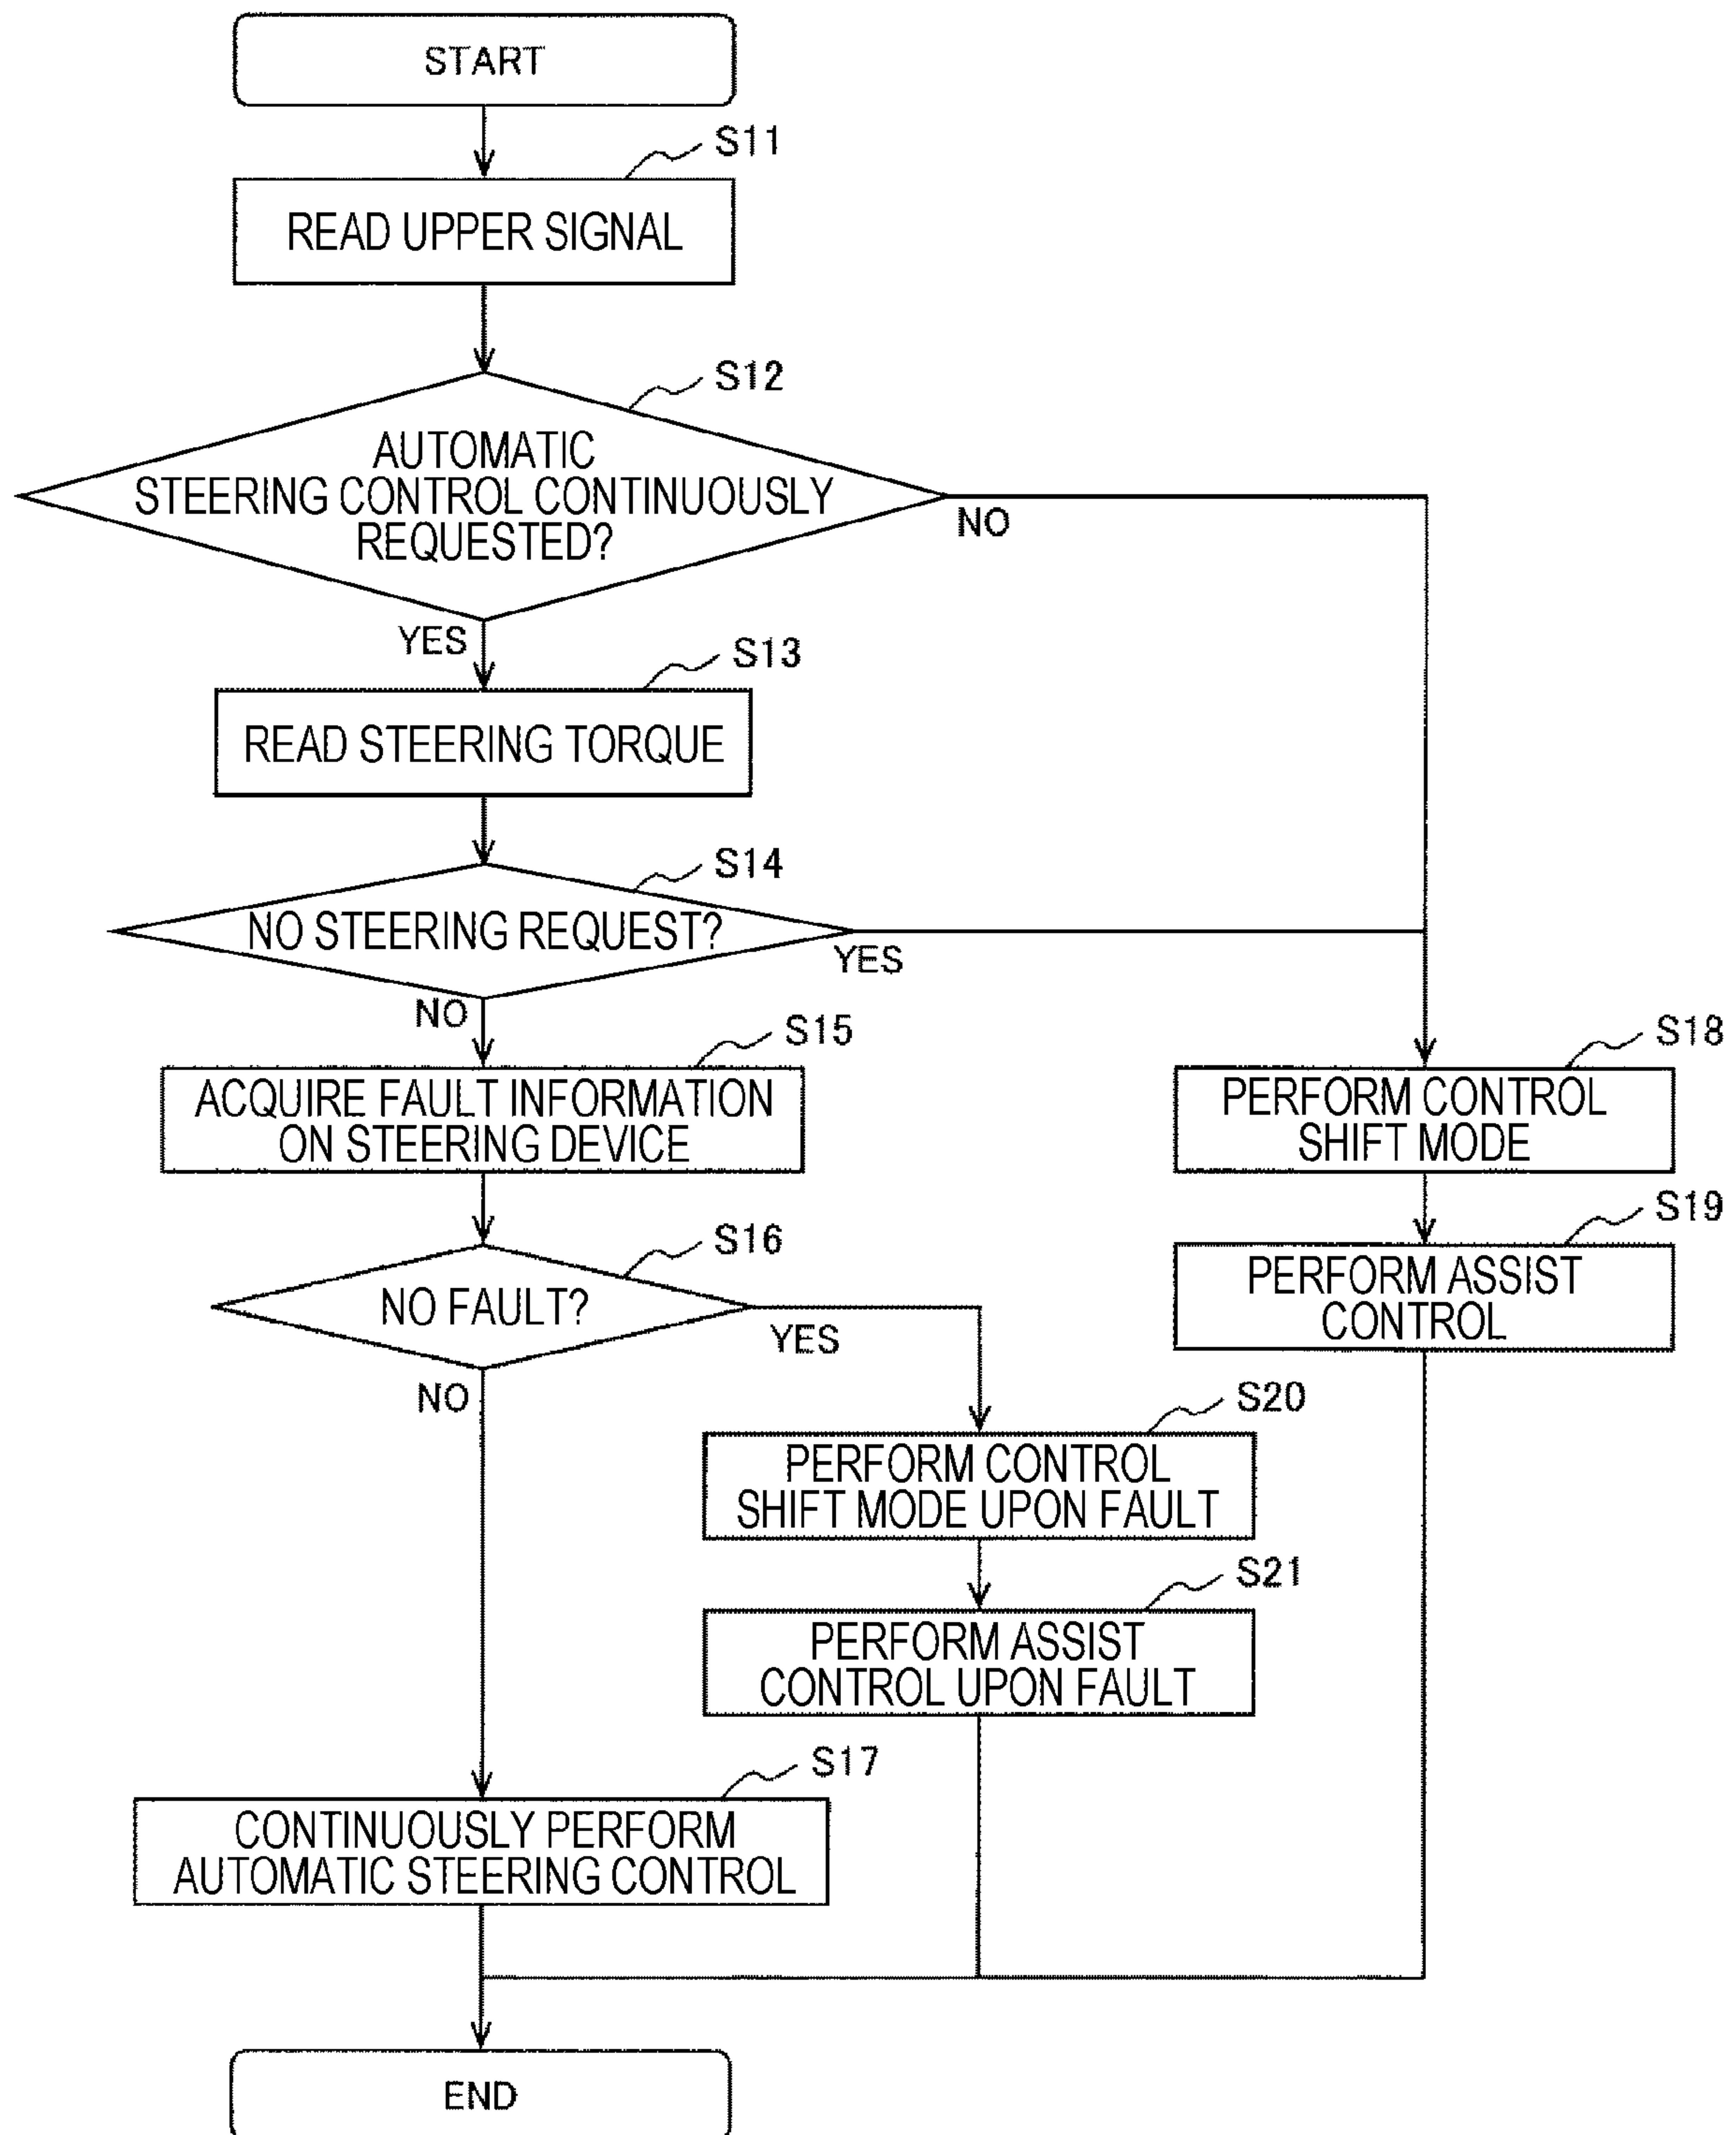 START
S11
READ UPPER SIGNAL
S12
AUTOMATIC
STEERING CONTROL CONTINUOUSLY
REQUESTED?
NO
YES
S13
READ STEERING TORQUE
S14
NO STEERING REQUEST?
YES
NO
S15
ACQUIRE FAULT INFORMATION
ON STEERING DEVICE
S18
PERFORM CONTROL
SHIFT MODE
S16
NO FAULT?
YES
NO
S19
PERFORM ASSIST
CONTROL
S20
PERFORM CONTROL
SHIFT MODE UPON FAULT
S21
PERFORM ASSIST
CONTROL UPON FAULT
S17
CONTINUOUSLY PERFORM
AUTOMATIC STEERING CONTROL
END